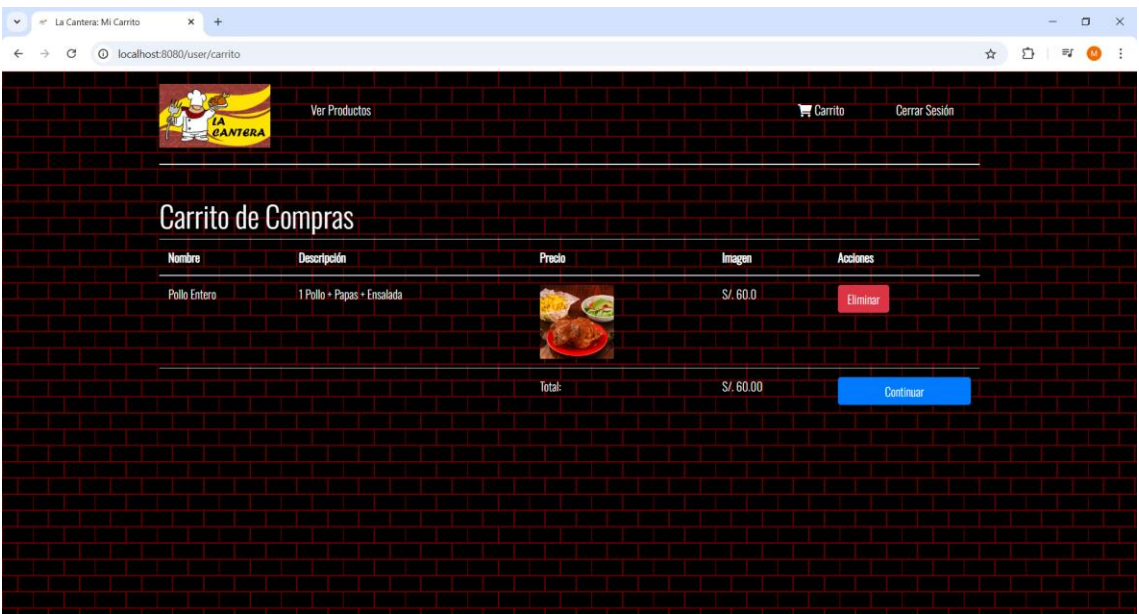 La Cantera: Mi Carrito
localhost:8080/user/carrito
M
LA CANTERA
Ver Productos
Carrito
Cerrar Sesión
Carrito de Compras
Nombre Descripción Precio Imagen Acciones
Pollo Entero 1 Pollo + Papas + Ensalada S/. 60.0 Eliminar
Total: S/. 60.00 Continuar